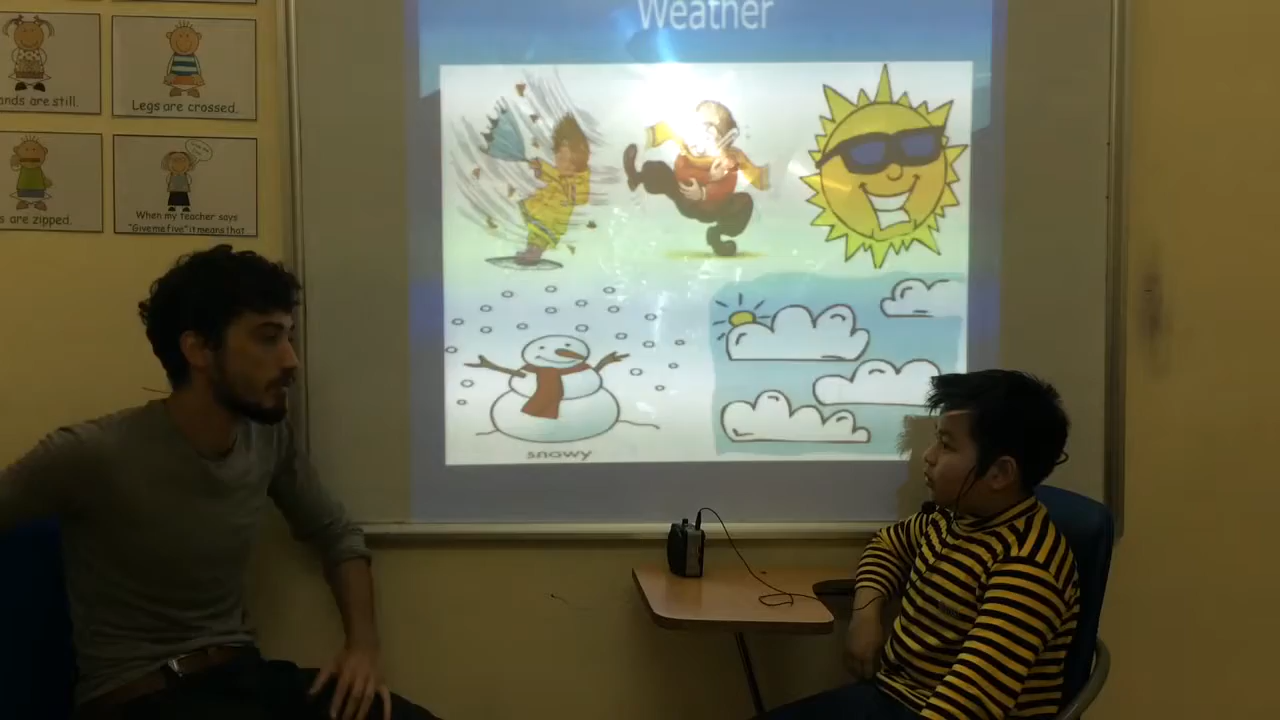 Weather
ands are still.
Legs are crossed.
s are zipped.
When my teacher says
"Give me five" it means that
snowy